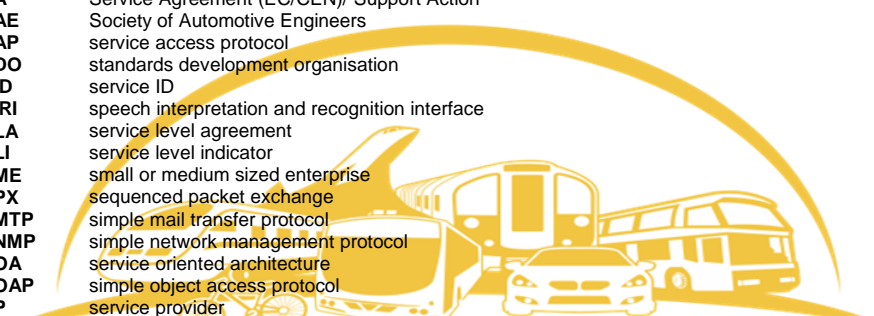 A Service Agreement (EC/CEN)/ Support Action
AE Society of Automotive Engineers
AP service access protocol
DO standards development organisation
D service ID
RI speech interpretation and recognition interface
LA service level agreement
LI service level indicator
ME small or medium sized enterprise
PX sequenced packet exchange
MTP simple mail transfer protocol
NMP simple network management protocol
OA service oriented architecture
OAP simple object access protocol
P service provider